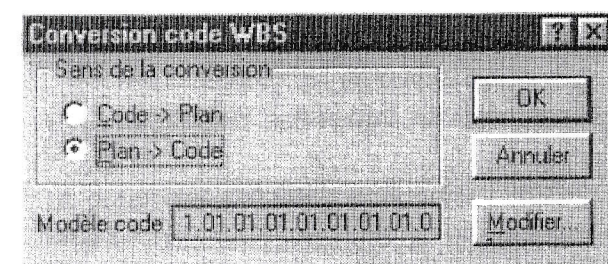 Conversion code WBS
Sens de la conversion
Code -> Plan
Plan -> Code
OK
Annuler
Modèle code 1.01.01.01.01.01.01.01.0
Modifier...